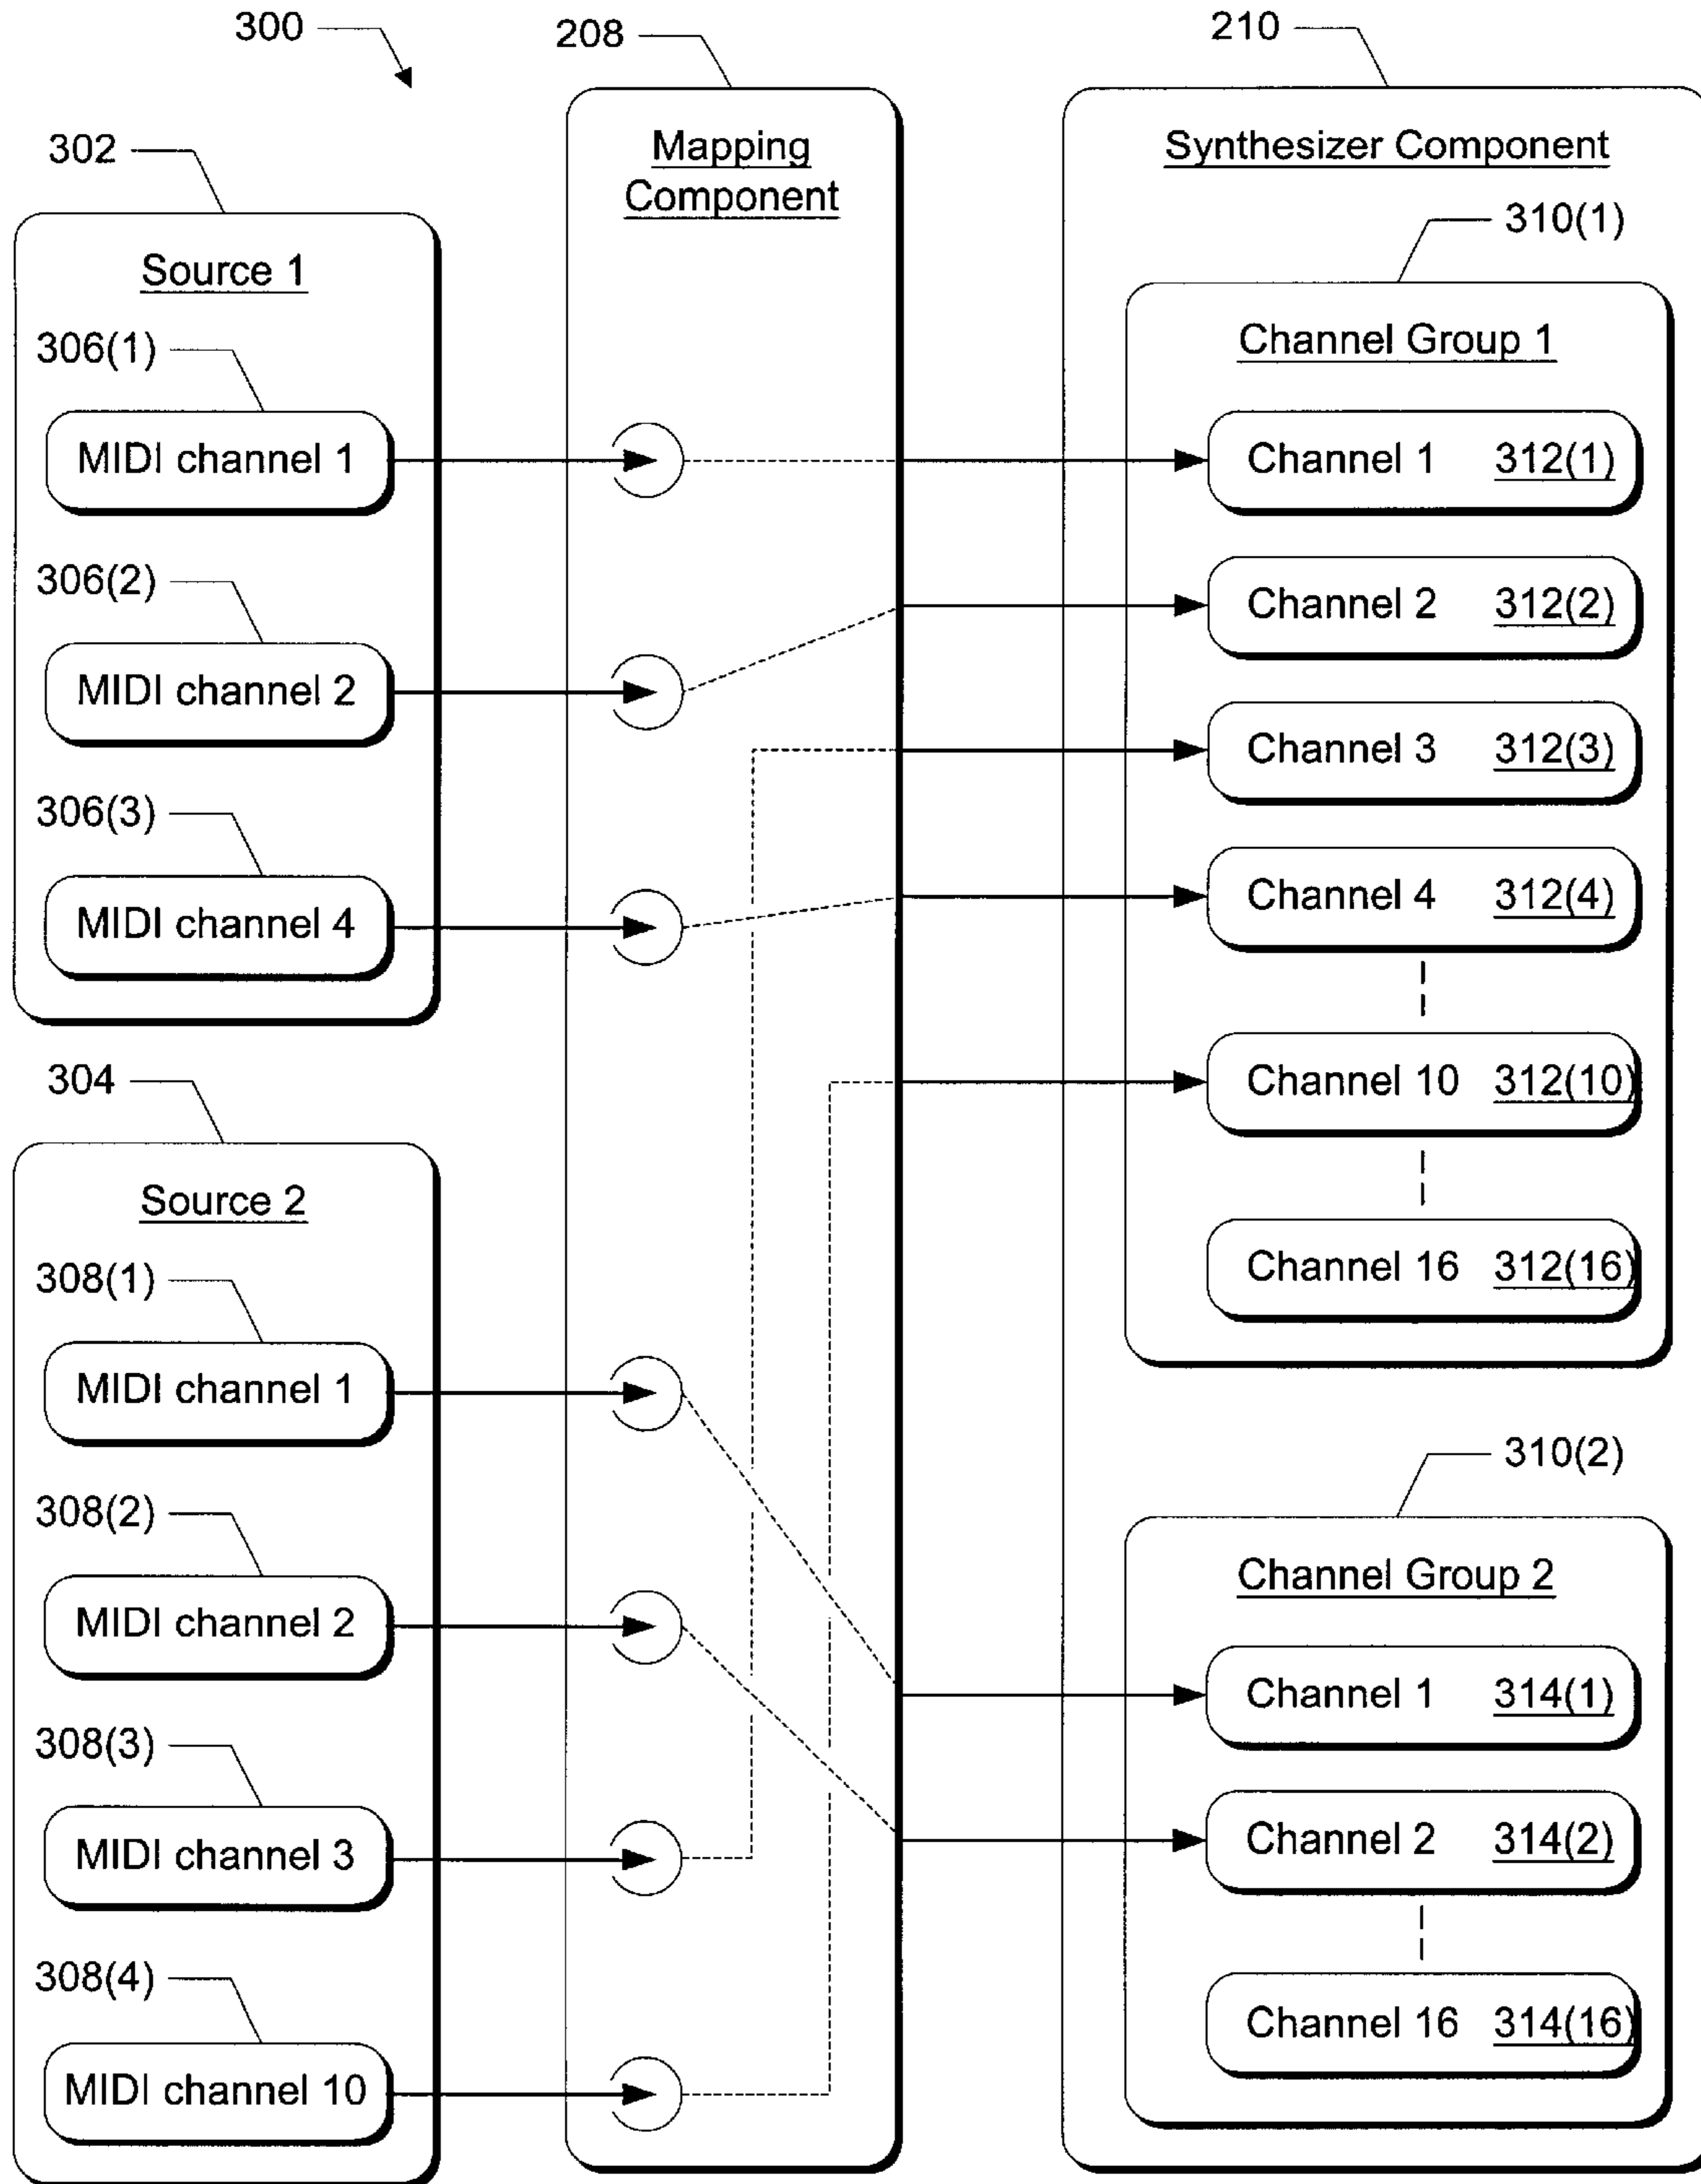 300
208
210
302
Mapping
Component
Synthesizer Component
310(1)
Source 1
Channel Group 1
306(1)
MIDI channel 1
Channel 1 312(1)
306(2)
MIDI channel 2
Channel 2 312(2)
Channel 3 312(3)
306(3)
MIDI channel 4
Channel 4 312(4)
304
Channel 10 312(10)
Source 2
Channel 16 312(16)
308(1)
MIDI channel 1
310(2)
308(2)
MIDI channel 2
Channel Group 2
Channel 1 314(1)
308(3)
MIDI channel 3
Channel 2 314(2)
308(4)
MIDI channel 10
Channel 16 314(16)